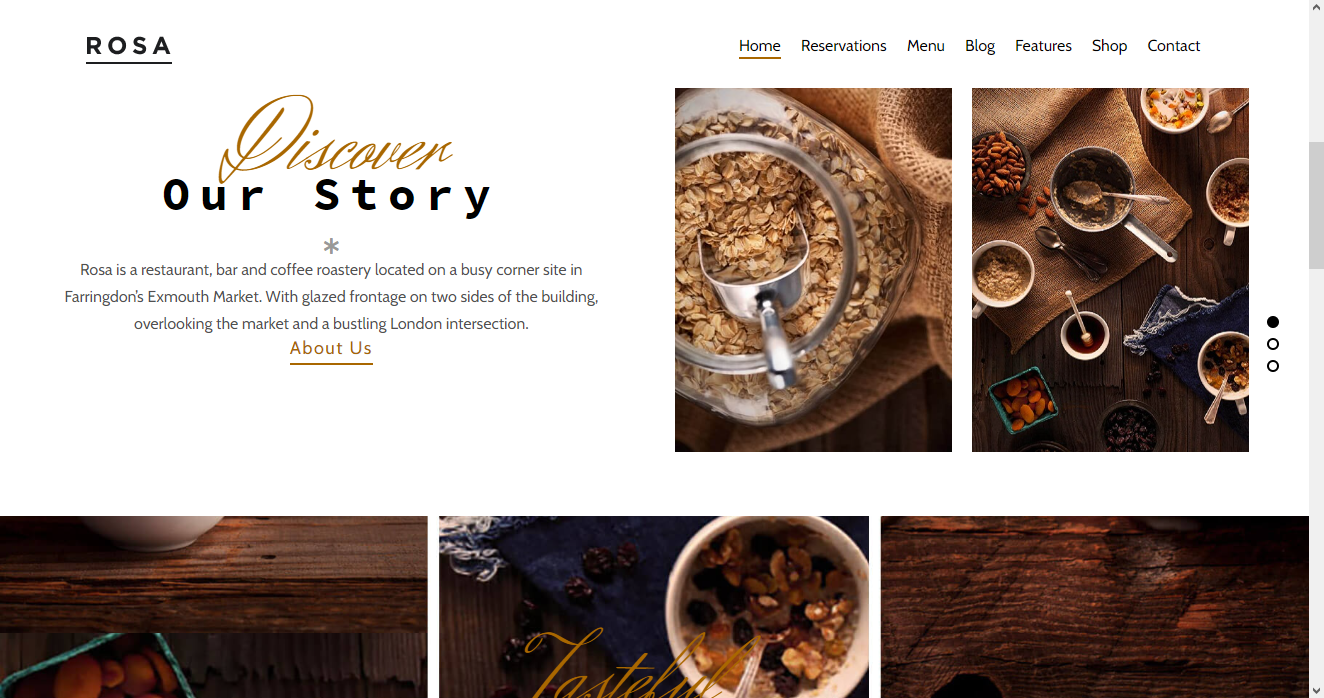 ROSA
Home Reservations Menu Blog Features Shop Contact
Discover
Our Story
*
Rosa is a restaurant, bar and coffee roastery located on a busy corner site in
Farringdon's Exmouth Market. With glazed frontage on two sides of the building,
overlooking the market and a bustling London intersection.
About Us
Tasteful